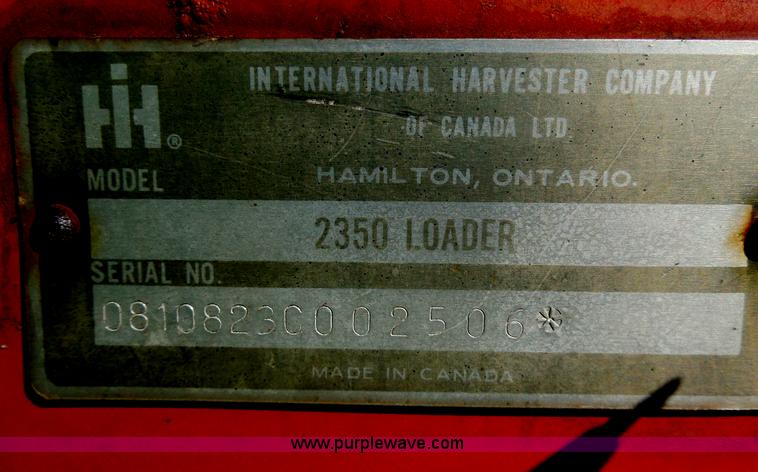 IH®
INTERNATIONAL HARVESTER COMPANY
OF CANADA LTD
HAMILTON, ONTARIO.
MODEL
2350 LOADER
SERIAL NO.
0810823C002506*
MADE IN CANADA
www.purplewave.com